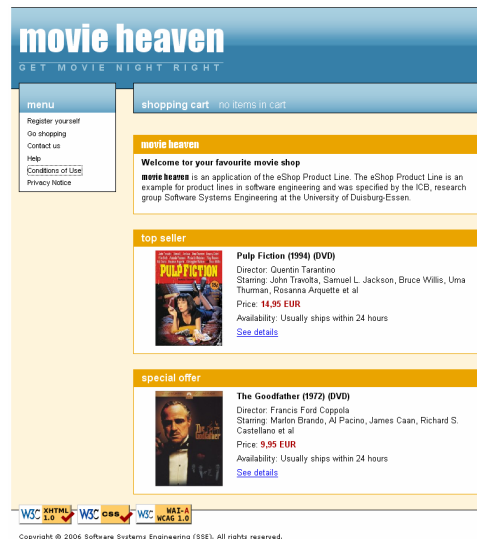 movie heaven
GET MOVIE NIGHT RIGHT
menu
Register yourself
Go shopping
Contact us
Help
Conditions of Use
Privacy Notice
shopping cart no items in cart
movie heaven
Welcome tor your favourite movie shop
movie heaven is an application of the eShop Product Line. The eShop Product Line is an
example for product lines in software engineering and was specified by the ICB, research
group Software Systems Engineering at the University of Duisburg-Essen.
top seller
PULP FICTION
Pulp Fiction (1994) (DVD)
Director: Quentin Tarantino
Starring: John Travolta, Samuel L. Jackson, Bruce Willis, Uma
Thurman, Rosanna Arquette et al
Price: 14,95 EUR
Availability: Usually ships within 24 hours
See details
special offer
The Godfather
The Goodfather (1972) (DVD)
Director: Francis Ford Coppola
Starring: Marlon Brando, Al Pacino, James Caan, Richard S.
Castellano et al
Price: 9,95 EUR
Availability: Usually ships within 24 hours
See details
W3C XHTML 1.0
W3C CSS
W3C WAI-A WCAG 1.0
Copyright © 2006 Software Systems Engineering (SSE). All rights reserved.